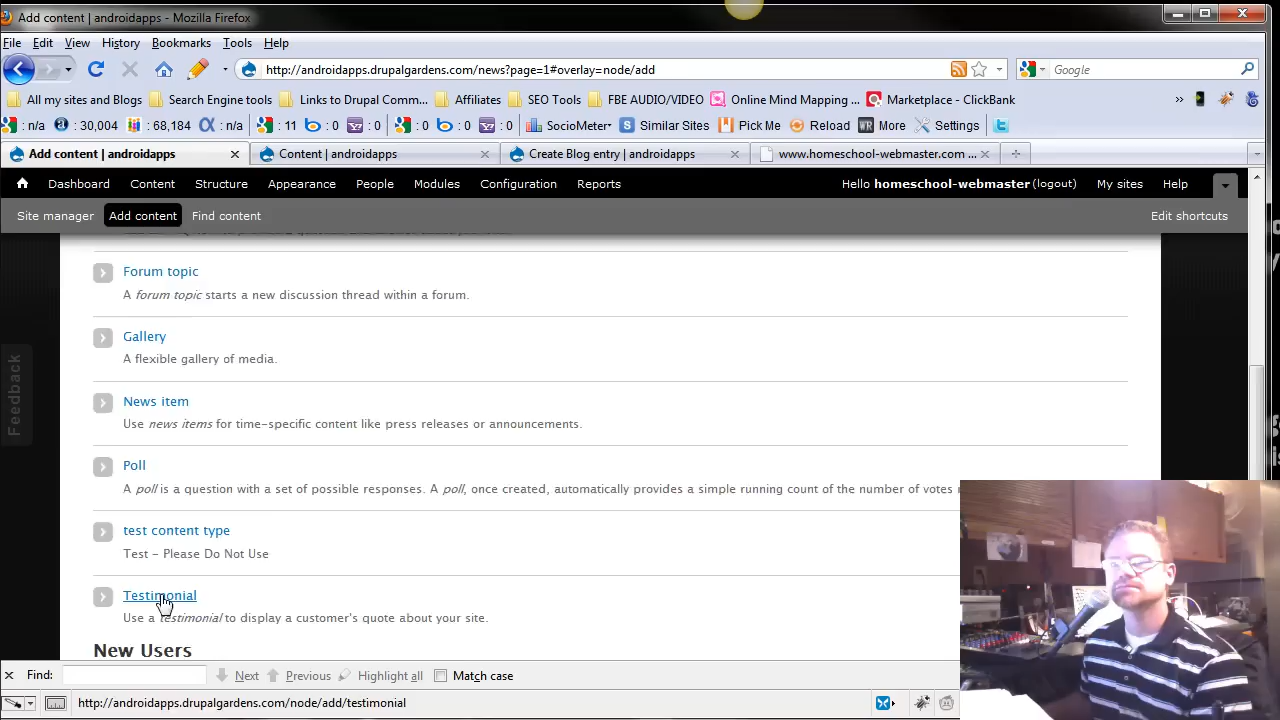 Add content | androidapps - Mozilla Firefox
File Edit View History Bookmarks Tools Help
http://androidapps.drupalgardens.com/news?page=1#overlay=node/add
Google
All my sites and Blogs Search Engine tools Links to Drupal Comm... Affiliates SEO Tools FBE AUDIO/VIDEO Online Mind Mapping ... Marketplace - ClickBank »
: n/a : 30,004 : 68,184 : n/a : 11 : 0 : 0 : 0 : 0 : 0 SocioMeter Similar Sites Pick Me Reload WR More Settings
Add content | androidapps Content | androidapps Create Blog entry | androidapps www.homeschool-webmaster.com ...
Dashboard Content Structure Appearance People Modules Configuration Reports Hello homeschool-webmaster (logout) My sites Help
Site manager Add content Find content Edit shortcuts
Forum topic
A forum topic starts a new discussion thread within a forum.
Gallery
A flexible gallery of media.
Feedback
News item
Use news items for time-specific content like press releases or announcements.
Poll
A poll is a question with a set of possible responses. A poll, once created, automatically provides a simple running count of the number of votes
test content type
Test - Please Do Not Use
Testimonial
Use a testimonial to display a customer's quote about your site.
New Users
Find: Next Previous Highlight all Match case
http://androidapps.drupalgardens.com/node/add/testimonial